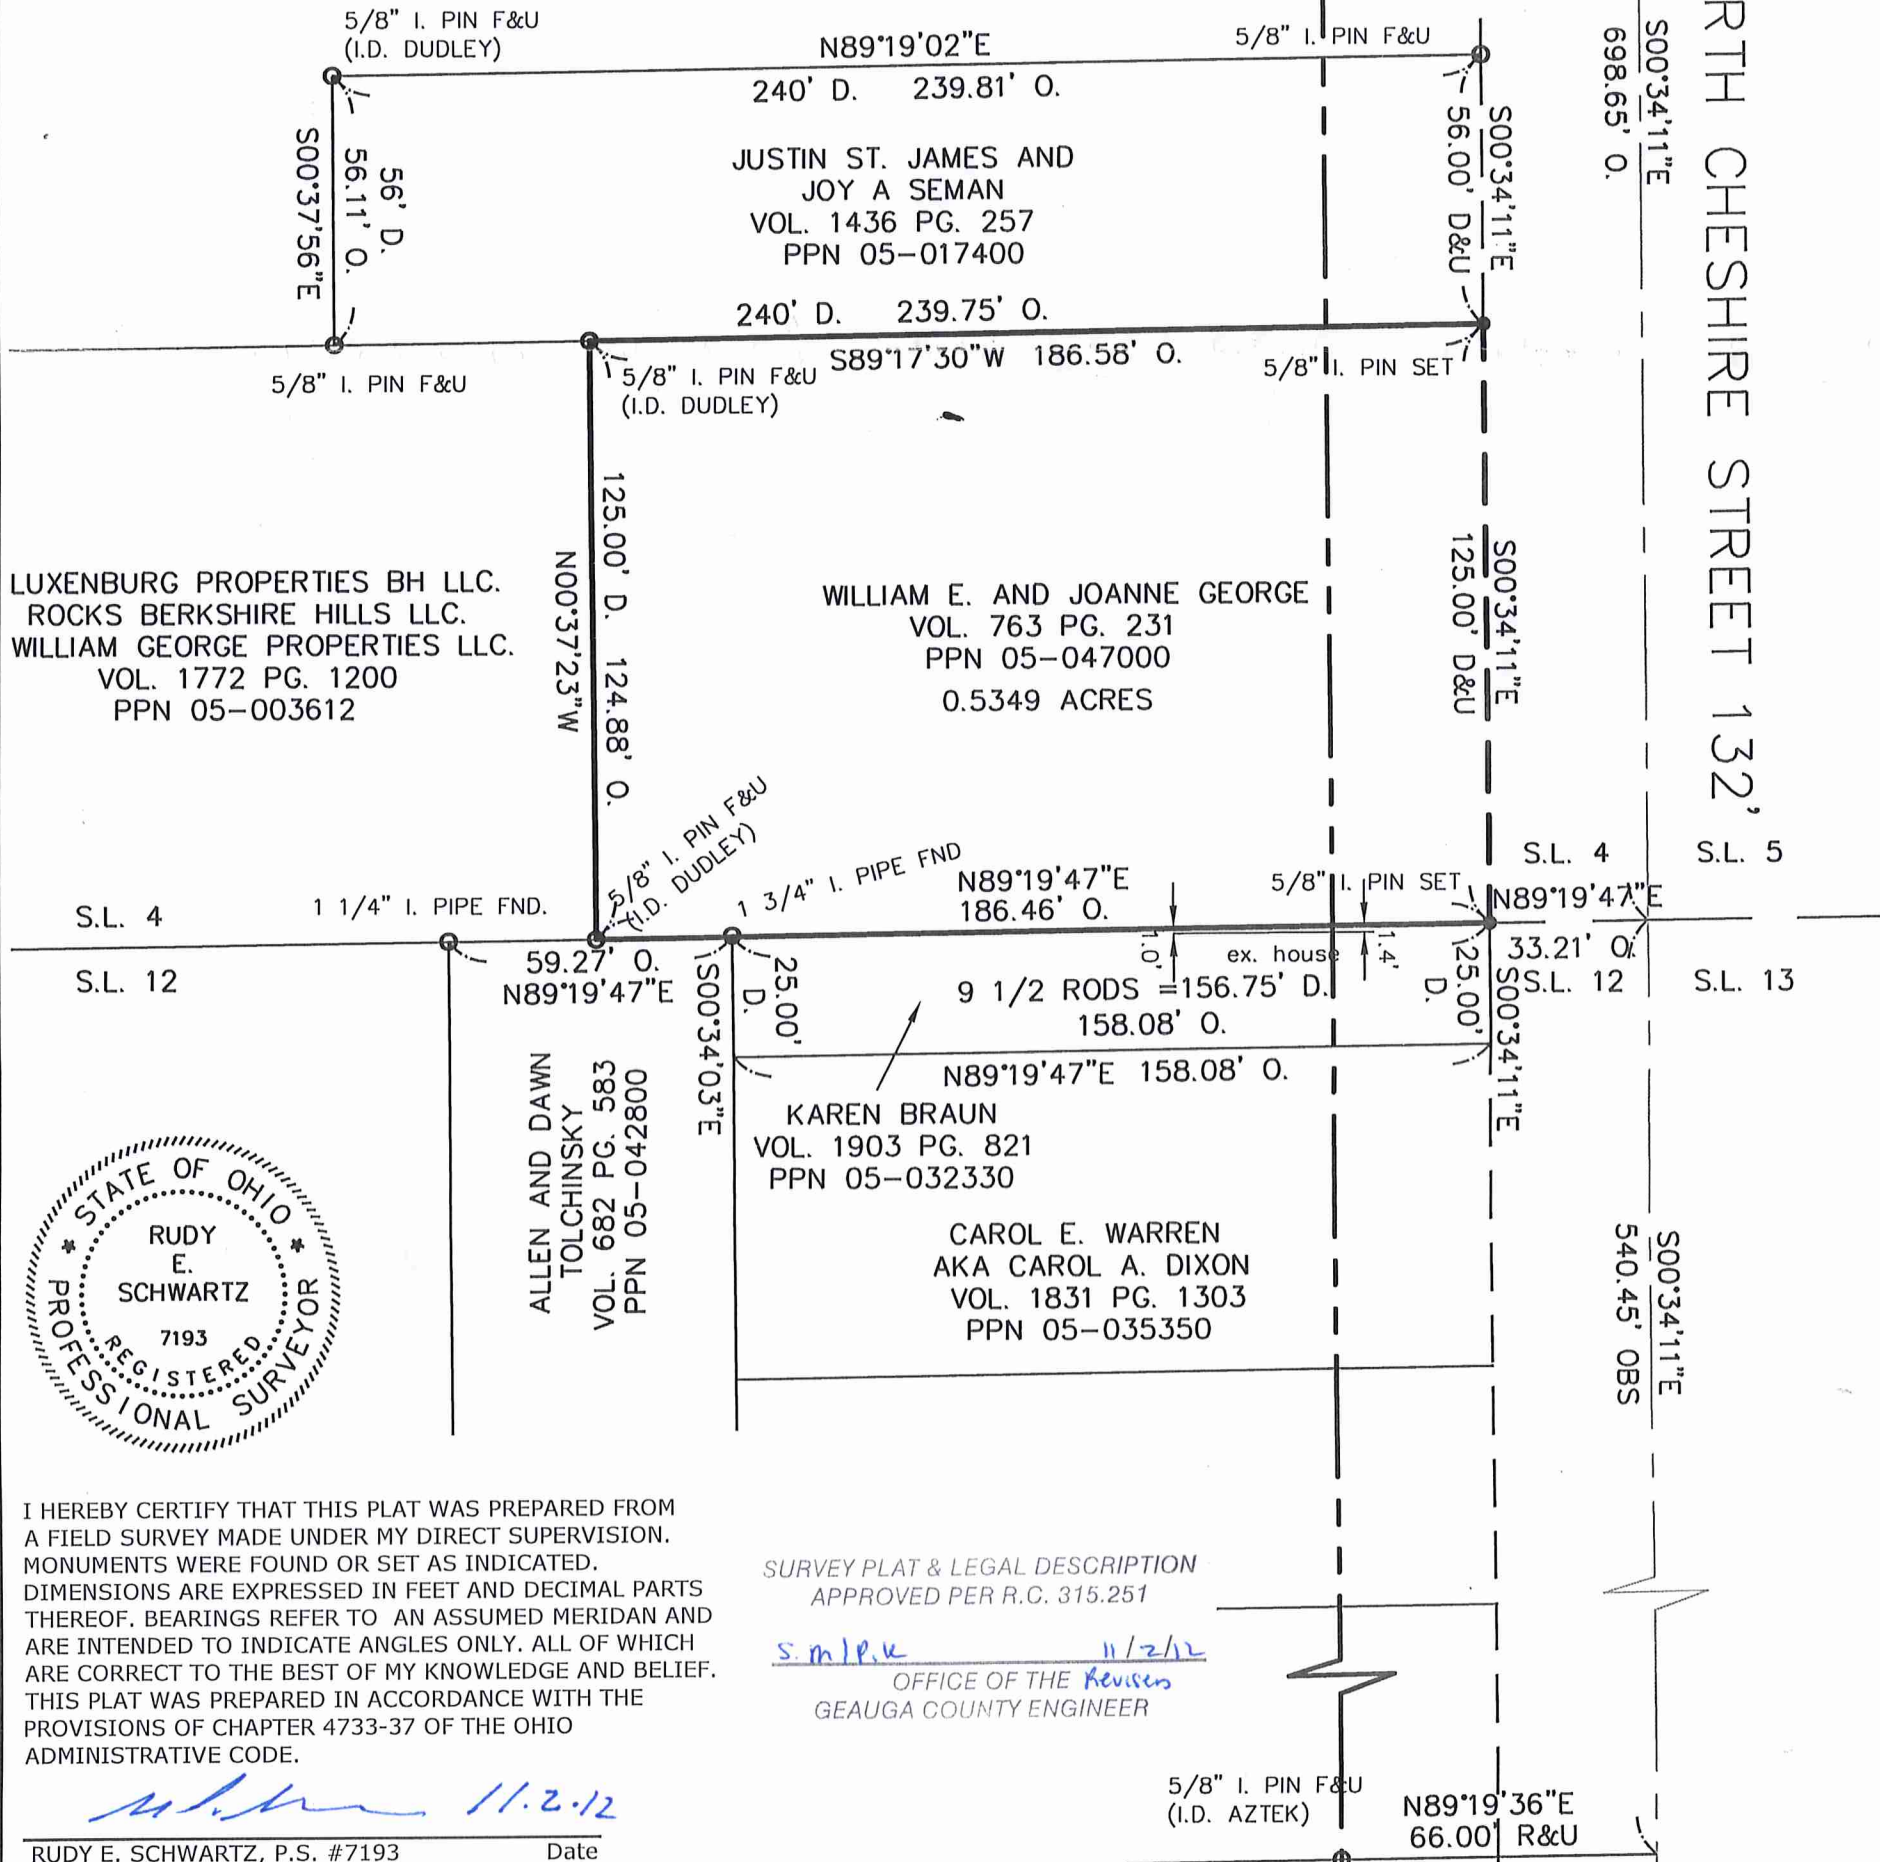 5/8" I. PIN F&U
(I.D. DUDLEY)
N89°19'02"E
5/8" I. PIN F&U
240' D. 239.81' O.
S00°34'11"E
698.65' O.
RTH CHESHIRE STREET 132'
S00°37'56"E
56.11' O.
56' D.
JUSTIN ST. JAMES AND
JOY A SEMAN
VOL. 1436 PG. 257
PPN 05-017400
S00°34'11"E
56.00' D&U
240' D. 239.75' O.
S89°17'30"W 186.58' O.
5/8" I. PIN F&U
5/8" I. PIN F&U
(I.D. DUDLEY)
5/8" I. PIN SET
125.00' D. 124.88' O.
N00°37'23"W
LUXENBURG PROPERTIES BH LLC.
ROCKS BERKSHIRE HILLS LLC.
WILLIAM GEORGE PROPERTIES LLC.
VOL. 1772 PG. 1200
PPN 05-003612
WILLIAM E. AND JOANNE GEORGE
VOL. 763 PG. 231
PPN 05-047000
0.5349 ACRES
S00°34'11"E
125.00' D&U
5/8" I. PIN F&U
(I.D. DUDLEY)
1 3/4" I. PIPE FND
N89°19'47"E
186.46' O.
5/8" I. PIN SET
S.L. 4
S.L. 5
N89°19'47"E
33.21' O.
S.L. 12
S.L. 13
S.L. 4
1 1/4" I. PIPE FND.
S.L. 12
59.27' O.
N89°19'47"E
S00°34'03"E
25.00'
D.
1.0'
ex. house
1.4'
9 1/2 RODS =156.75' D.
158.08' O.
25.00'
D.
S00°34'11"E
N89°19'47"E 158.08' O.
KAREN BRAUN
VOL. 1903 PG. 821
PPN 05-032330
ALLEN AND DAWN
TOLCHINSKY
VOL. 682 PG. 583
PPN 05-042800
CAROL E. WARREN
AKA CAROL A. DIXON
VOL. 1831 PG. 1303
PPN 05-035350
S00°34'11"E
540.45' OBS
STATE OF OHIO
RUDY
E.
SCHWARTZ
7193
REGISTERED
PROFESSIONAL SURVEYOR
I HEREBY CERTIFY THAT THIS PLAT WAS PREPARED FROM
A FIELD SURVEY MADE UNDER MY DIRECT SUPERVISION.
MONUMENTS WERE FOUND OR SET AS INDICATED.
DIMENSIONS ARE EXPRESSED IN FEET AND DECIMAL PARTS
THEREOF. BEARINGS REFER TO AN ASSUMED MERIDAN AND
ARE INTENDED TO INDICATE ANGLES ONLY. ALL OF WHICH
ARE CORRECT TO THE BEST OF MY KNOWLEDGE AND BELIEF.
THIS PLAT WAS PREPARED IN ACCORDANCE WITH THE
PROVISIONS OF CHAPTER 4733-37 OF THE OHIO
ADMINISTRATIVE CODE.
11.2.12
RUDY E. SCHWARTZ, P.S. #7193 Date
SURVEY PLAT & LEGAL DESCRIPTION
APPROVED PER R.C. 315.251
11/2/12
OFFICE OF THE
GEAUGA COUNTY ENGINEER
5/8" I. PIN F&U
(I.D. AZTEK)
N89°19'36"E
66.00' R&U